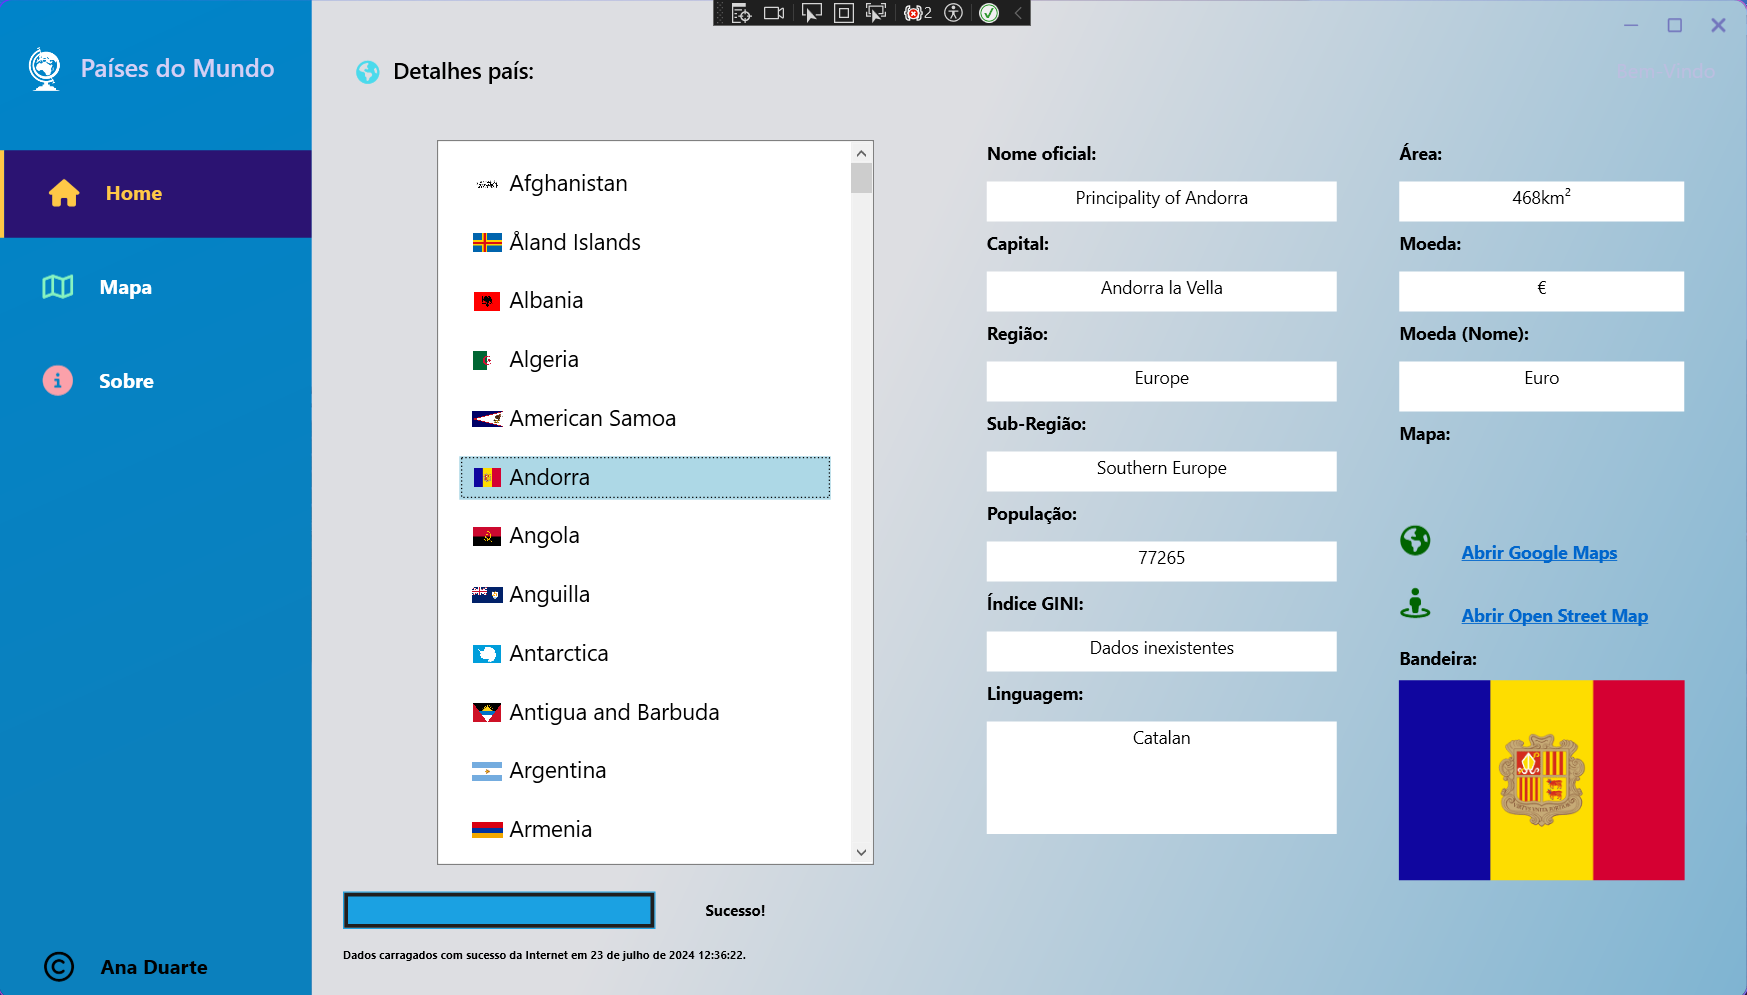 2
Países do Mundo
Detalhes país:
Home
Mapa
Sobre
Ana Duarte
Afghanistan
Åland Islands
Albania
Algeria
American Samoa
Andorra
Angola
Anguilla
Antarctica
Antigua and Barbuda
Argentina
Armenia
Sucesso!
Dados carragados com sucesso da Internet em 23 de julho de 2024 12:36:22.
Nome oficial:
Principality of Andorra
Capital:
Andorra la Vella
Região:
Europe
Sub-Região:
Southern Europe
População:
77265
Índice GINI:
Dados inexistentes
Linguagem:
Catalan
Área:
468km²
Moeda:
€
Moeda (Nome):
Euro
Mapa:
Abrir Google Maps
Abrir Open Street Map
Bandeira: